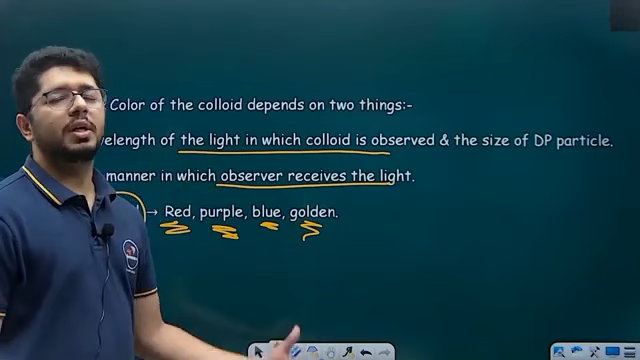 Color of the colloid depends on two things:-
velength of the light in which colloid is observed & the size of DP particle.
manner in which observer receives the light.
→ Red, purple, blue, golden.